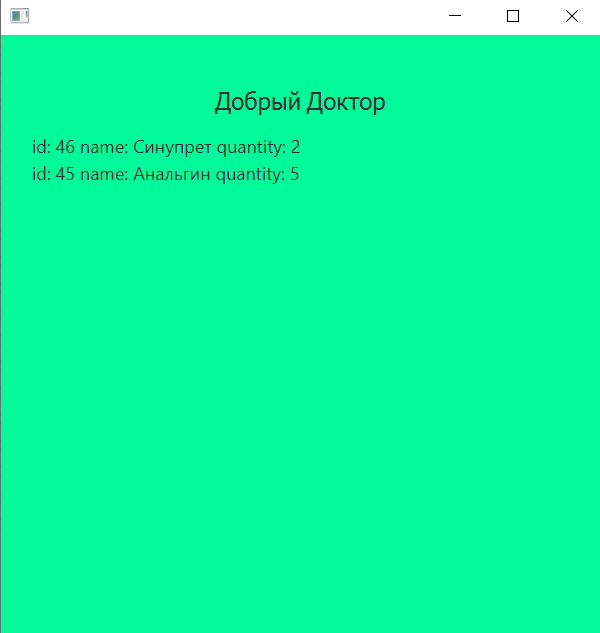 Добрый Доктор
id: 46 name: Синупрет quantity: 2
id: 45 name: Анальгин quantity: 5